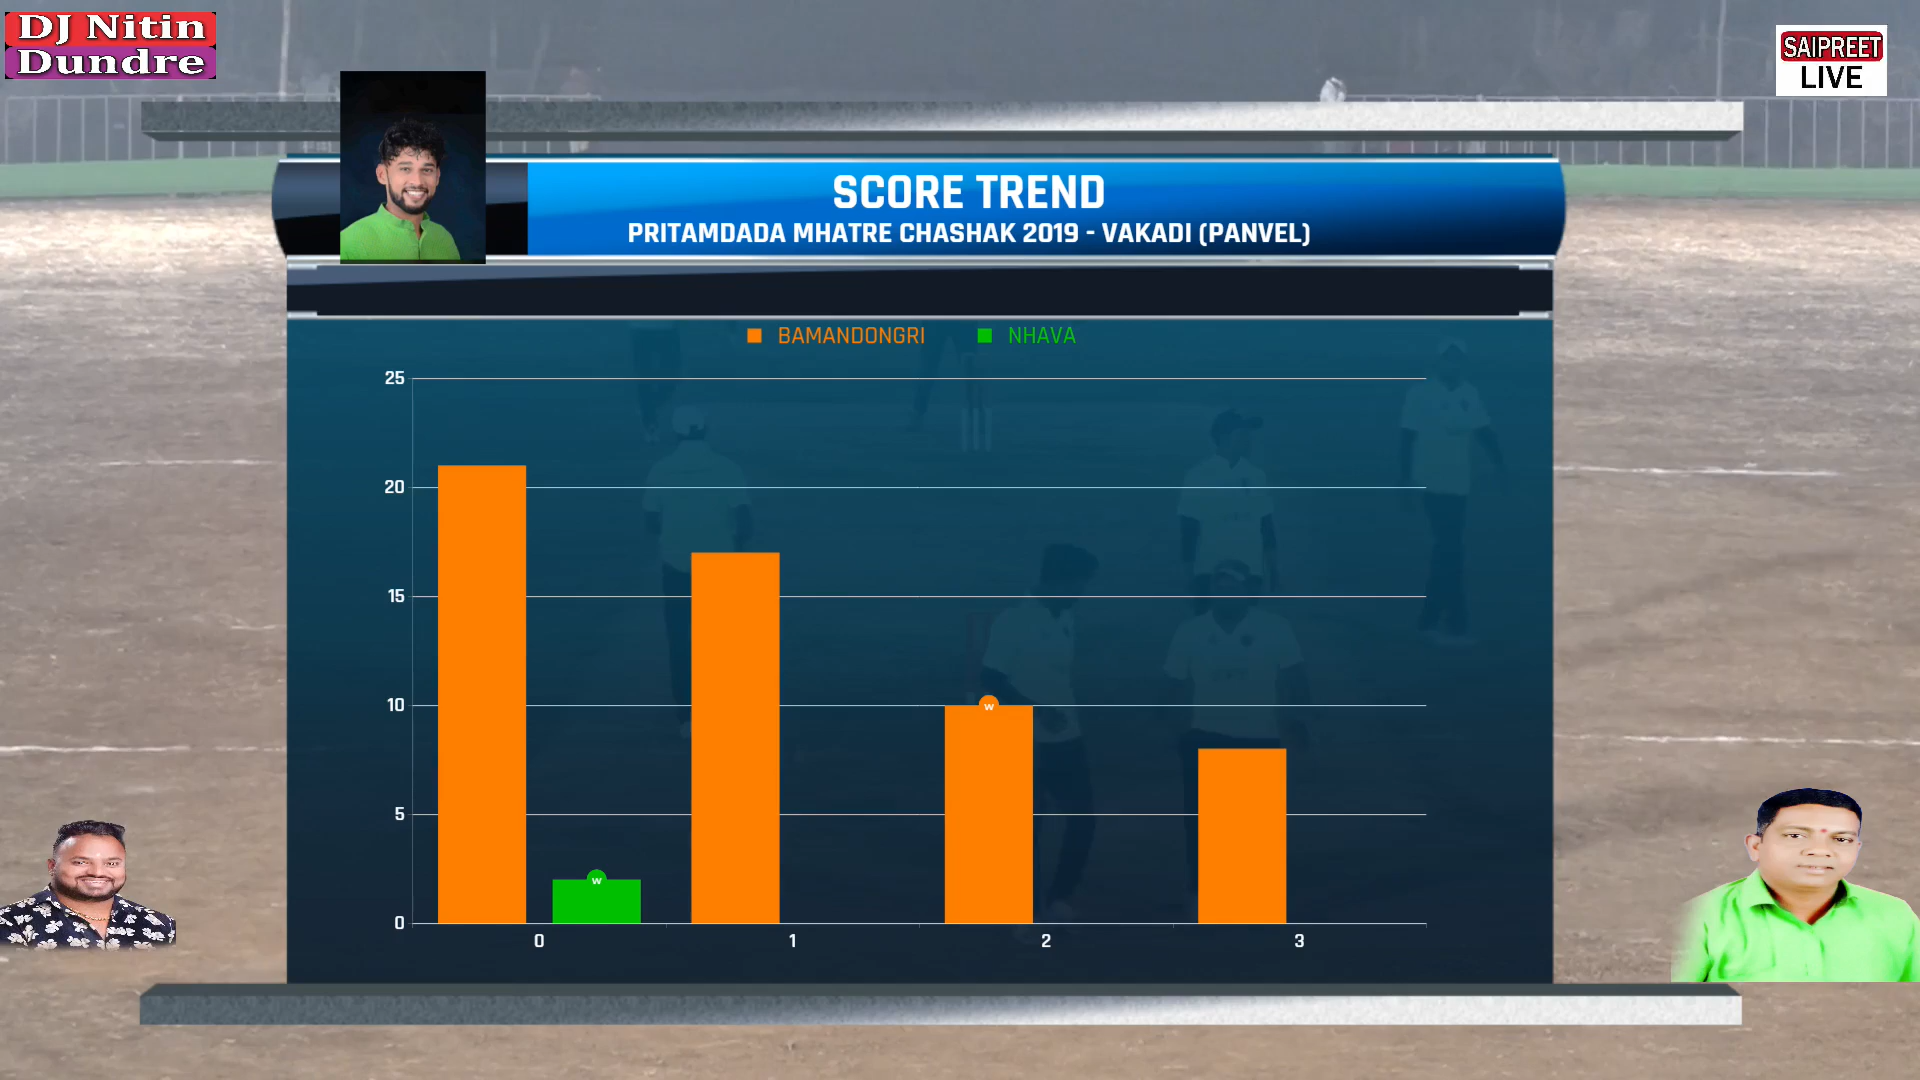 DJ Nitin
Dundre
SAIPREET
LIVE
SCORE TREND
PRITAMDADA MHATRE CHASHAK 2019 - VAKADI (PANVEL)
BAMANDONGRI
NHAVA
25
20
15
10
5
0
w
w
0
1
2
3